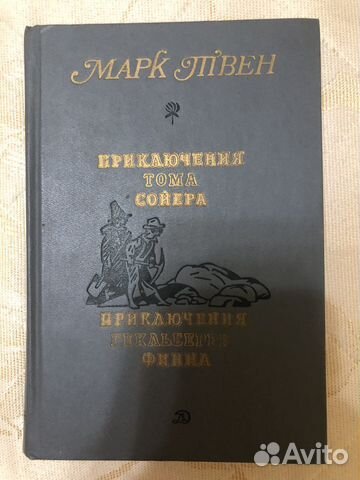 МАРК ТВЕН
ПРИКЛЮЧЕНИЯ
ТОМА
СОЙЕРА
ПРИКЛЮЧЕНИЯ
ГЕКЛЬБЕРРИ
ФИННА
Avito